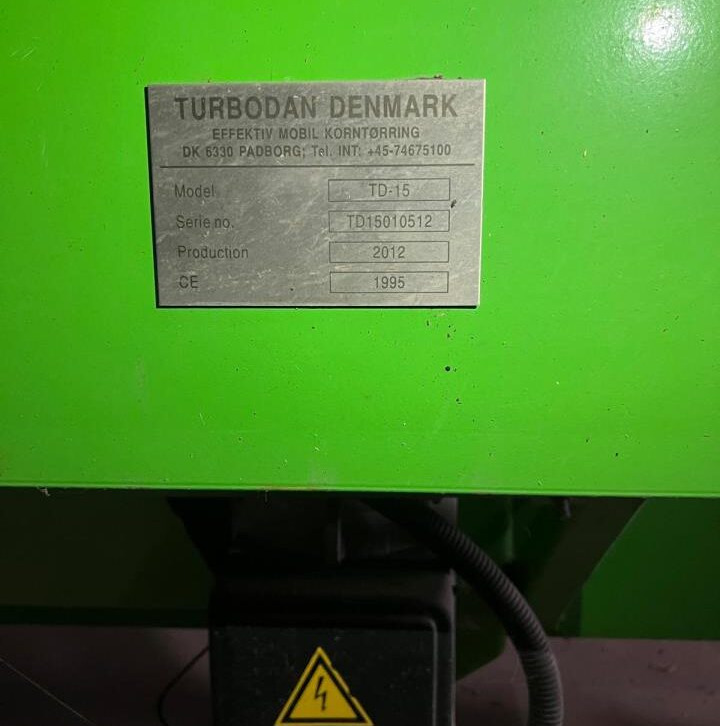 TURBODAN DENMARK
EFFEKTIV MOBIL KORNTØRRING
DK 6330 PADBORG; Tel. INT: +45-74675100
Model TD-15
Serie no. TD15010512
Production 2012
CE 1995